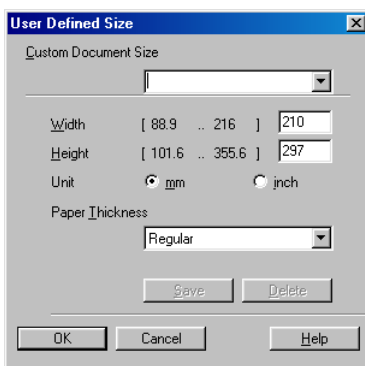 User Defined Size
Custom Document Size
Width [ 88.9 .. 216 ] 210
Height [ 101.6 .. 355.6 ] 297
Unit mm inch
Paper Thickness
Regular
Save Delete
OK Cancel Help